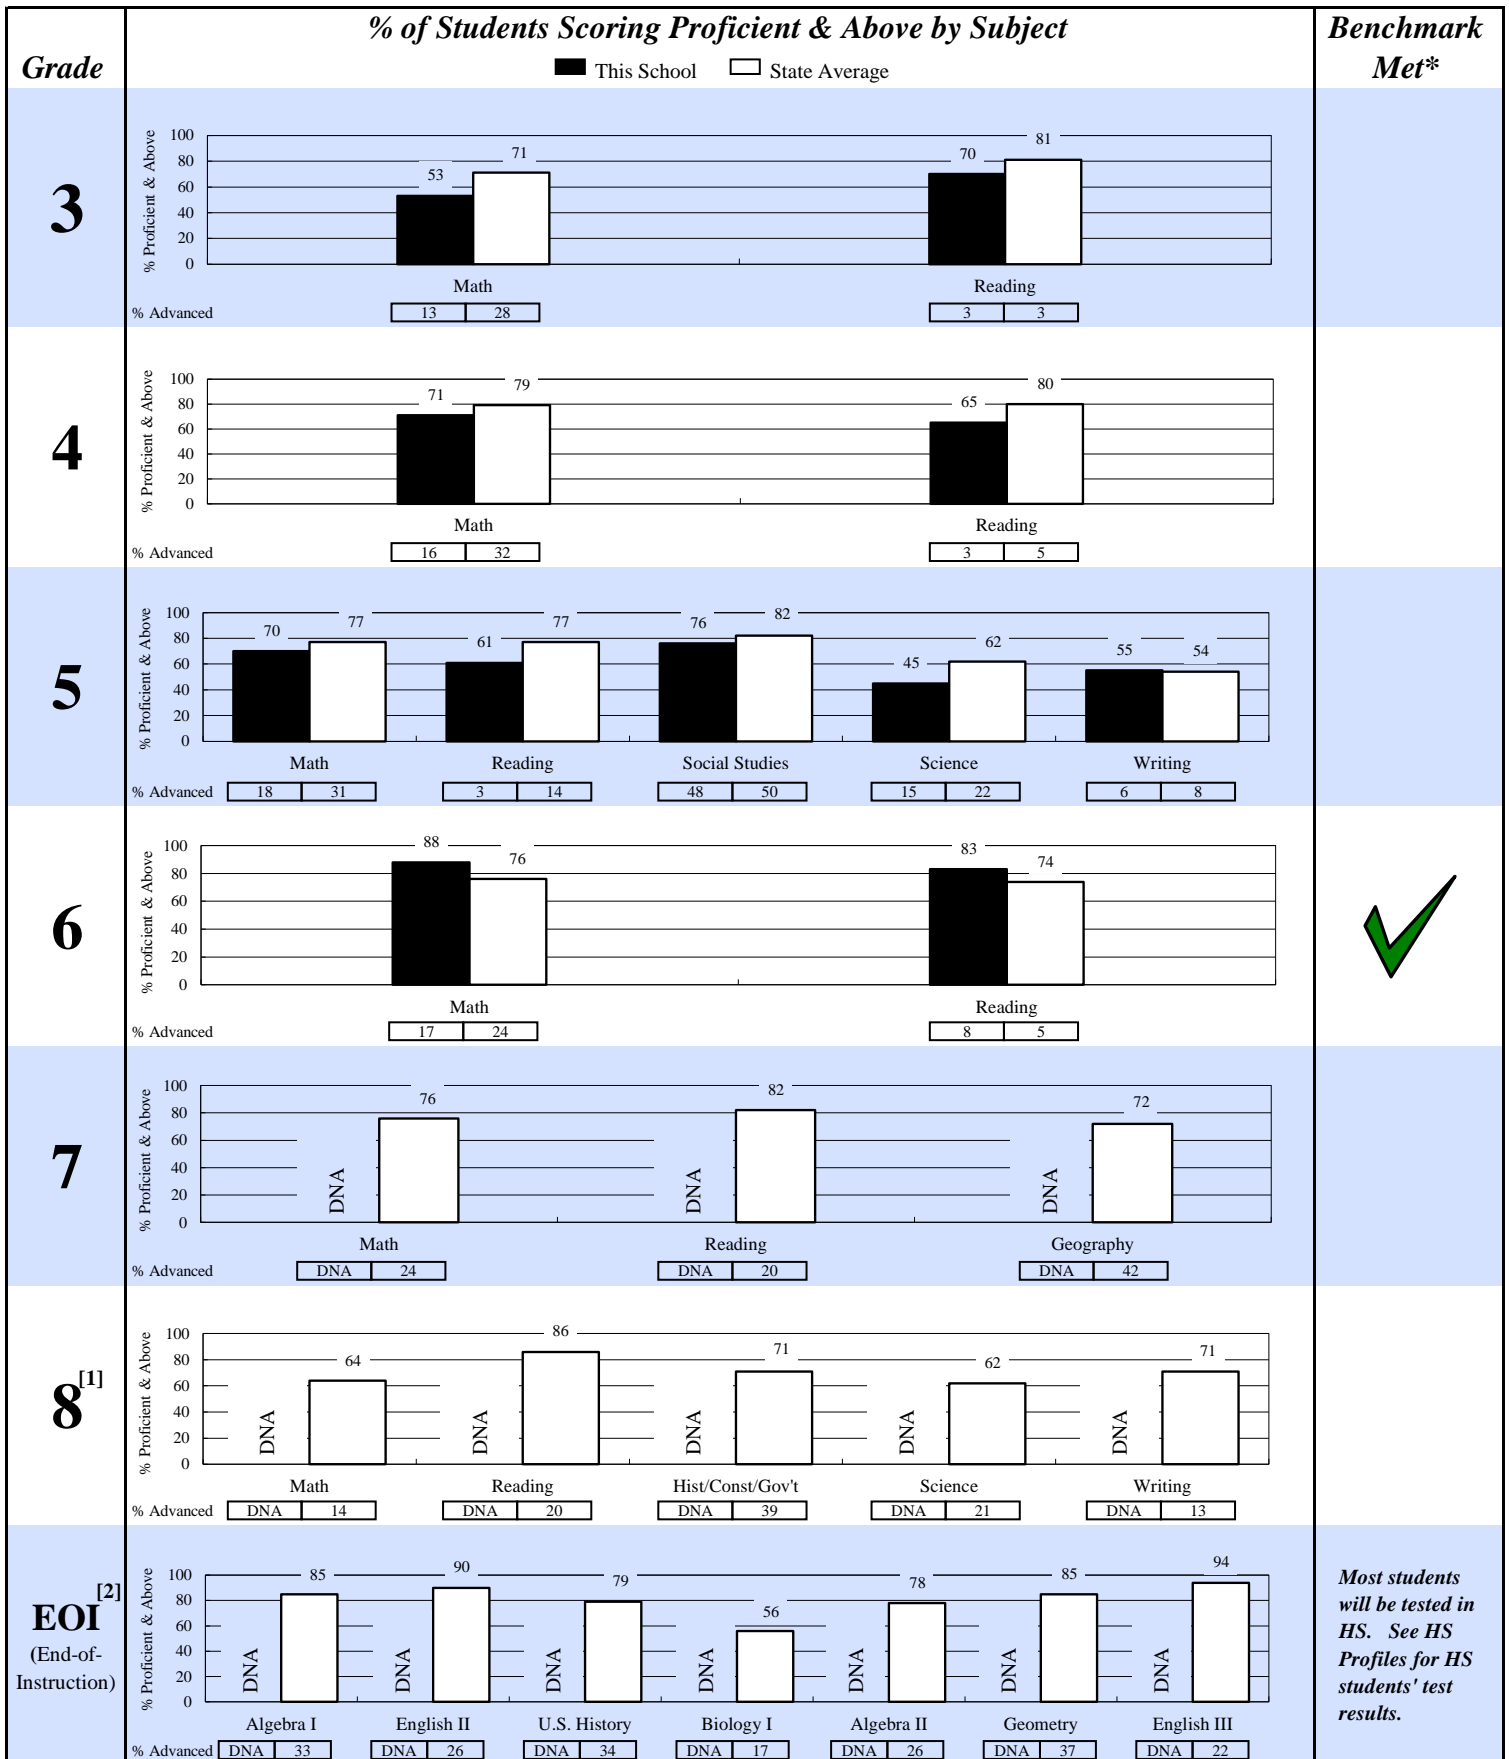 Grade
% of Students Scoring Proficient & Above by Subject
This School State Average
Benchmark
Met*
3
% Proficient & Above
100
80
60
40
20
0
53 71
70 81
Math Reading
% Advanced 13 28 3 3
4
% Proficient & Above
100
80
60
40
20
0
71 79
65 80
Math Reading
% Advanced 16 32 3 5
5
% Proficient & Above
100
80
60
40
20
0
70 77 61 77 76 82 45 62 55 54
Math Reading Social Studies Science Writing
% Advanced 18 31 3 14 48 50 15 22 6 8
6
% Proficient & Above
100
80
60
40
20
0
88 76
83 74
Math Reading
% Advanced 17 24 8 5
7
% Proficient & Above
100
80
60
40
20
0
DNA 76 DNA 82 DNA 72
Math Reading Geography
% Advanced DNA 24 DNA 20 DNA 42
8[1]
% Proficient & Above
100
80
60
40
20
0
DNA 64 DNA 86 DNA 71 DNA 62 DNA 71
Math Reading Hist/Const/Gov't Science Writing
% Advanced DNA 14 DNA 20 DNA 39 DNA 21 DNA 13
EOI[2]
(End-of-
Instruction)
% Proficient & Above
100
80
60
40
20
0
DNA 85 DNA 90 DNA 79 DNA 56 DNA 78 DNA 85 DNA 94
Algebra I English II U.S. History Biology I Algebra II Geometry English III
% Advanced DNA 33 DNA 26 DNA 34 DNA 17 DNA 26 DNA 37 DNA 22
Most students
will be tested in
HS. See HS
Profiles for HS
students' test
results.